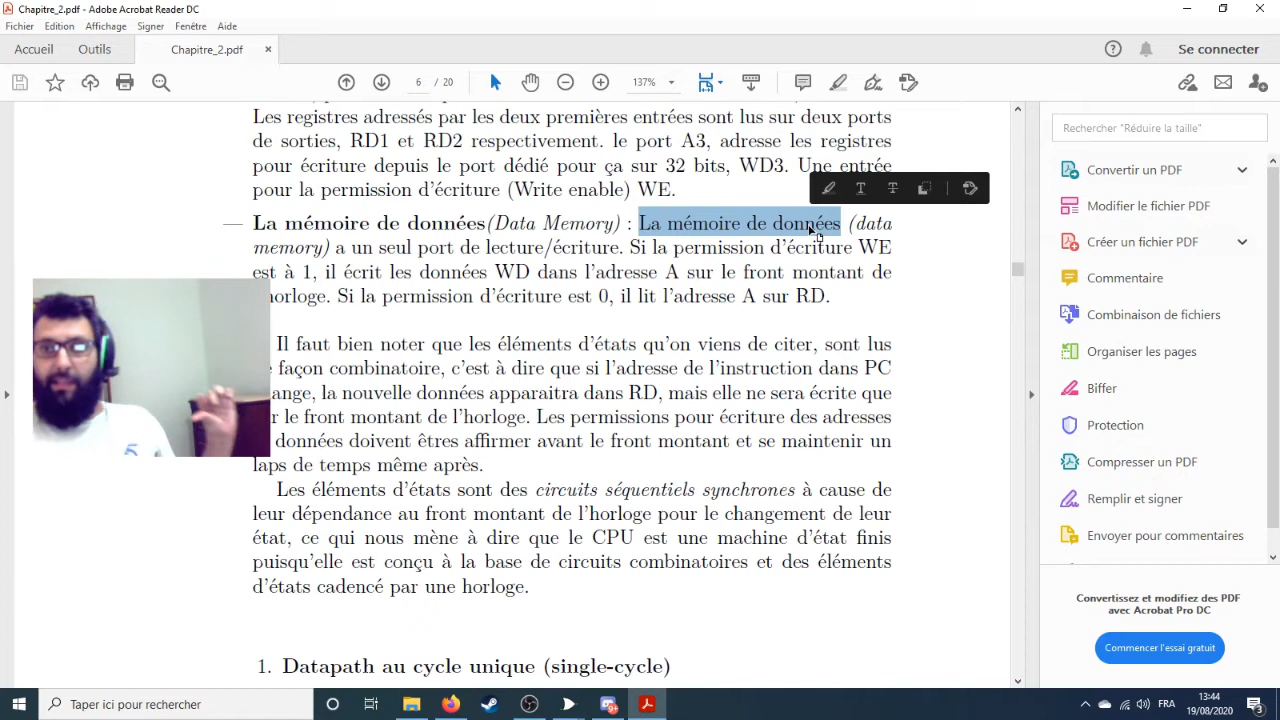 Chapitre_2.pdf - Adobe Acrobat Reader DC
Fichier Edition Affichage Signer Fenêtre Aide
Accueil Outils Chapitre_2.pdf × Se connecter
6 / 20 137%
Les registres adressés par les deux premières entrées sont lus sur deux ports
de sorties, RD1 et RD2 respectivement. le port A3, adresse les registres
pour écriture depuis le port dédié pour ça sur 32 bits, WD3. Une entrée
pour la permission d'écriture (Write enable) WE.
— La mémoire de données(Data Memory) : La mémoire de données (data
memory) a un seul port de lecture/écriture. Si la permission d'écriture WE
est à 1, il écrit les données WD dans l'adresse A sur le front montant de
horloge. Si la permission d'écriture est 0, il lit l'adresse A sur RD.
Il faut bien noter que les éléments d'états qu'on viens de citer, sont lus
façon combinatoire, c'est à dire que si l'adresse de l'instruction dans PC
ange, la nouvelle données apparaitra dans RD, mais elle ne sera écrite que
r le front montant de l'horloge. Les permissions pour écriture des adresses
données doivent êtres affirmer avant le front montant et se maintenir un
laps de temps même après.
Les éléments d'états sont des circuits séquentiels synchrones à cause de
leur dépendance au front montant de l'horloge pour le changement de leur
état, ce qui nous mène à dire que le CPU est une machine d'état finis
puisqu'elle est conçu à la base de circuits combinatoires et des éléments
d'états cadencé par une horloge.
1. Datapath au cycle unique (single-cycle)
Rechercher "Réduire la taille"
Convertir un PDF
Modifier le fichier PDF
Créer un fichier PDF
Commentaire
Combinaison de fichiers
Organiser les pages
Biffer
Protection
Compresser un PDF
Remplir et signer
Envoyer pour commentaires
Convertissez et modifiez des PDF
avec Acrobat Pro DC
Commencer l'essai gratuit
Taper ici pour rechercher
FRA
13:44
19/08/2020
3